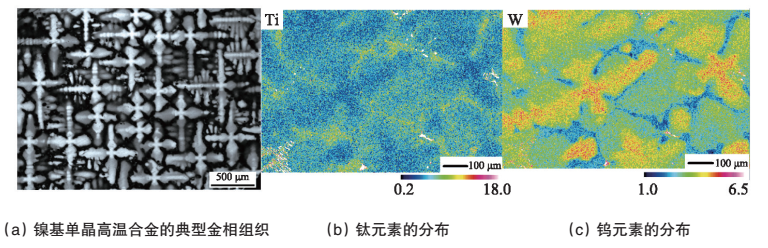 Ti
W
500 μm
100 μm
100 μm
0.2
18.0
1.0
6.5
(a) 镍基单晶高温合金的典型金相组织
(b) 钛元素的分布
(c) 钨元素的分布